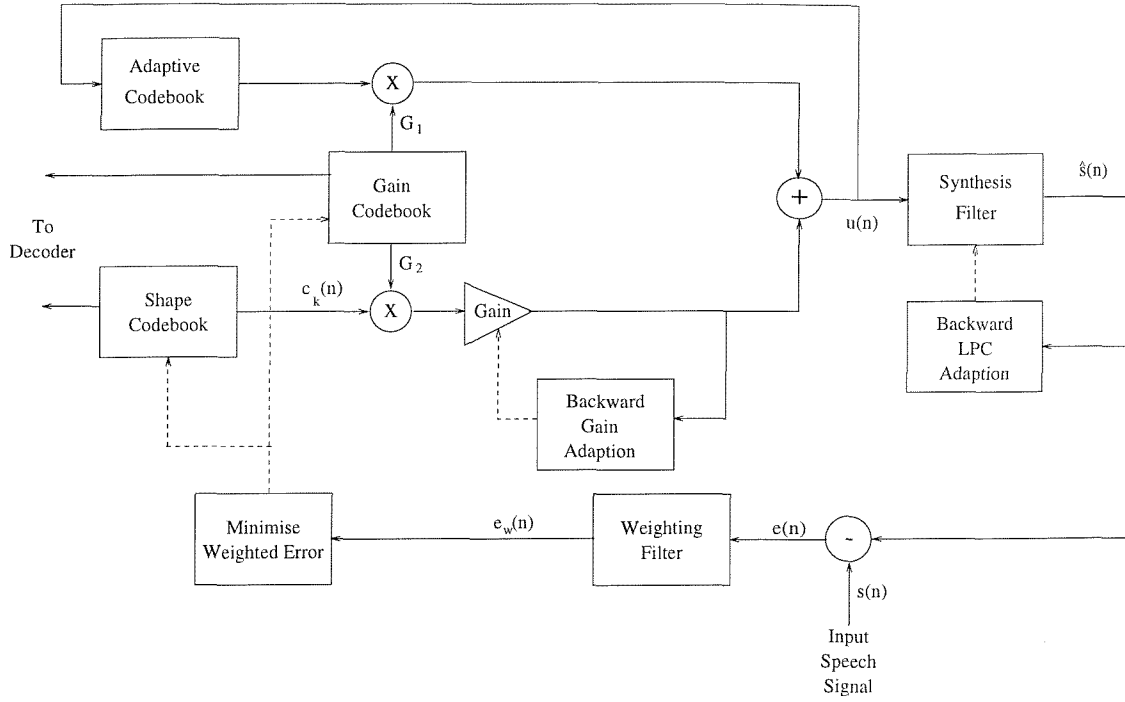 Adaptive
Codebook
X
G1
Gain
Codebook
G2
To
Decoder
Shape
Codebook
c_k(n)
X
Gain
+
u(n)
Synthesis
Filter
ŝ(n)
Backward
LPC
Adaption
Backward
Gain
Adaption
Minimise
Weighted Error
e_w(n)
Weighting
Filter
e(n)
-
s(n)
Input
Speech
Signal